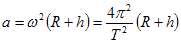 a = ω²(R + h) = 4π²/T² (R + h)